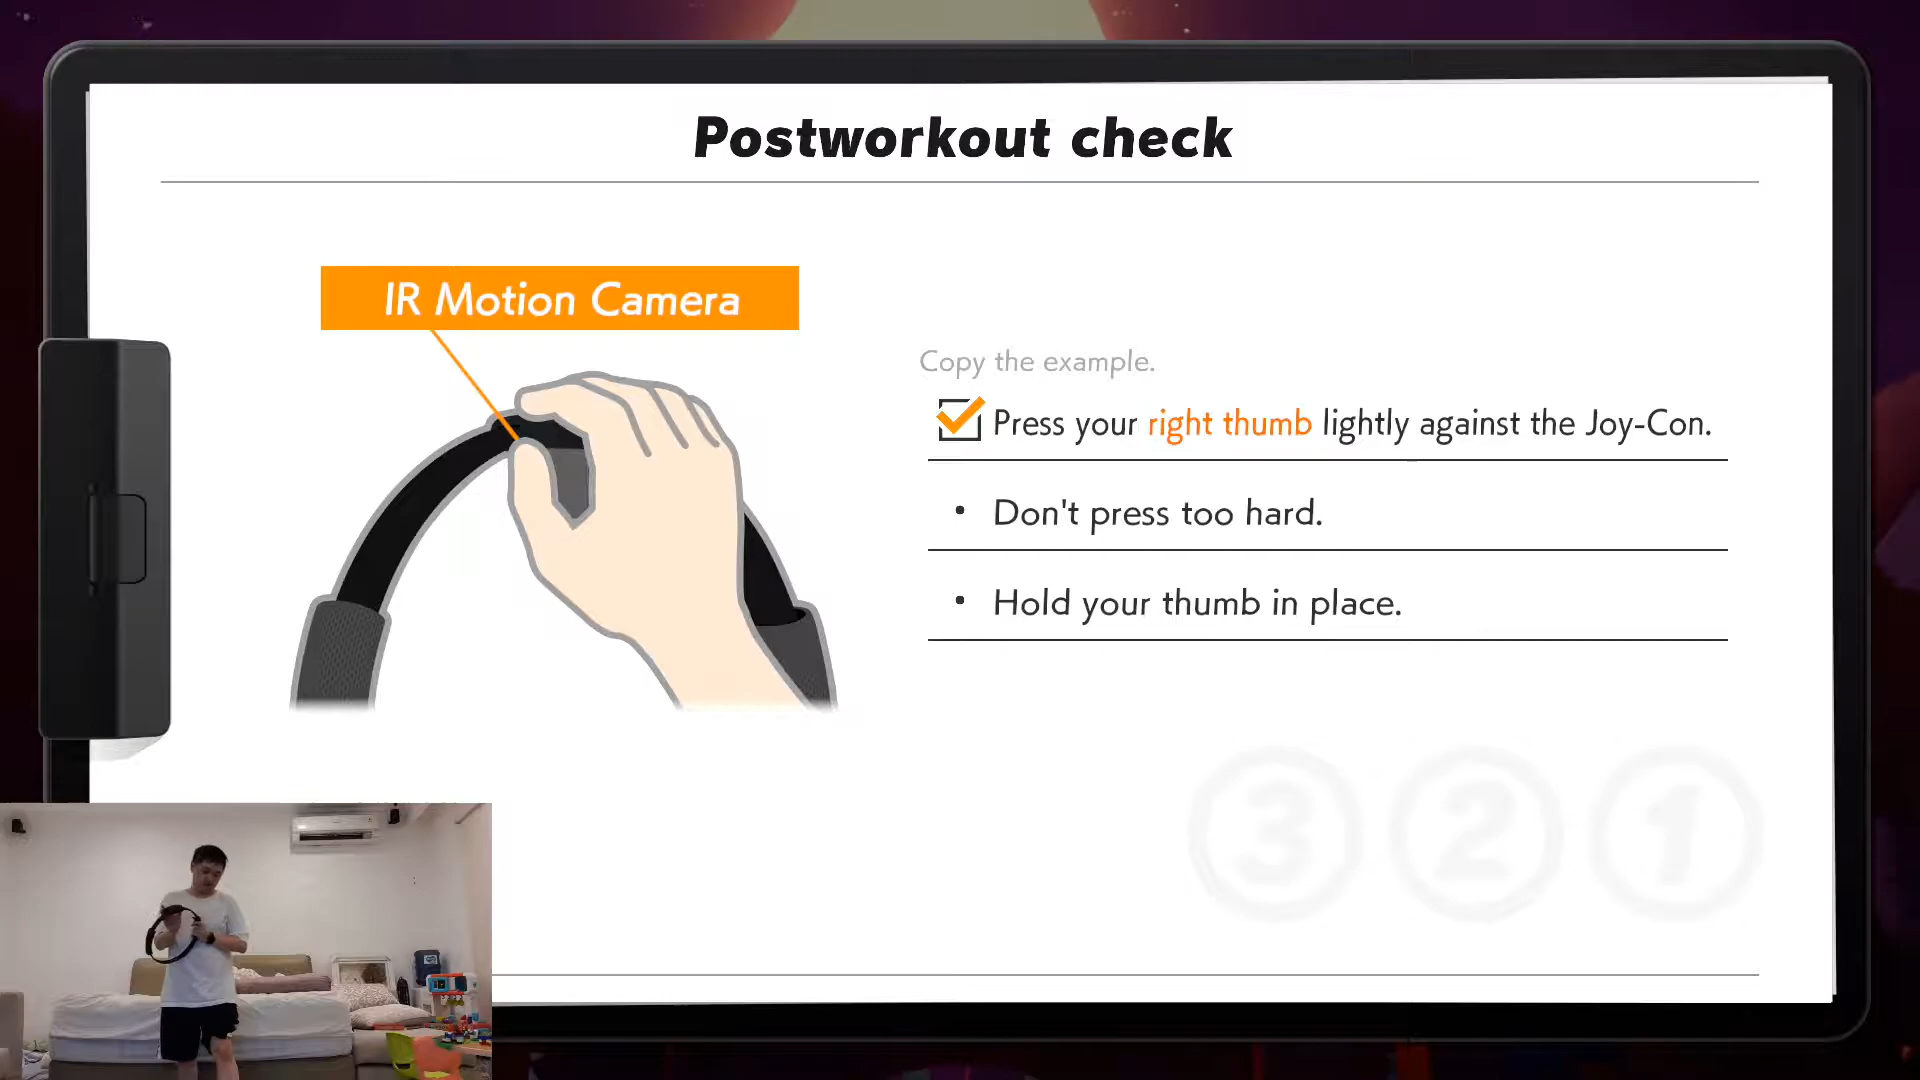 Postworkout check
IR Motion Camera
Copy the example.
Press your right thumb lightly against the Joy-Con.
• Don't press too hard.
• Hold your thumb in place.
3 2 1